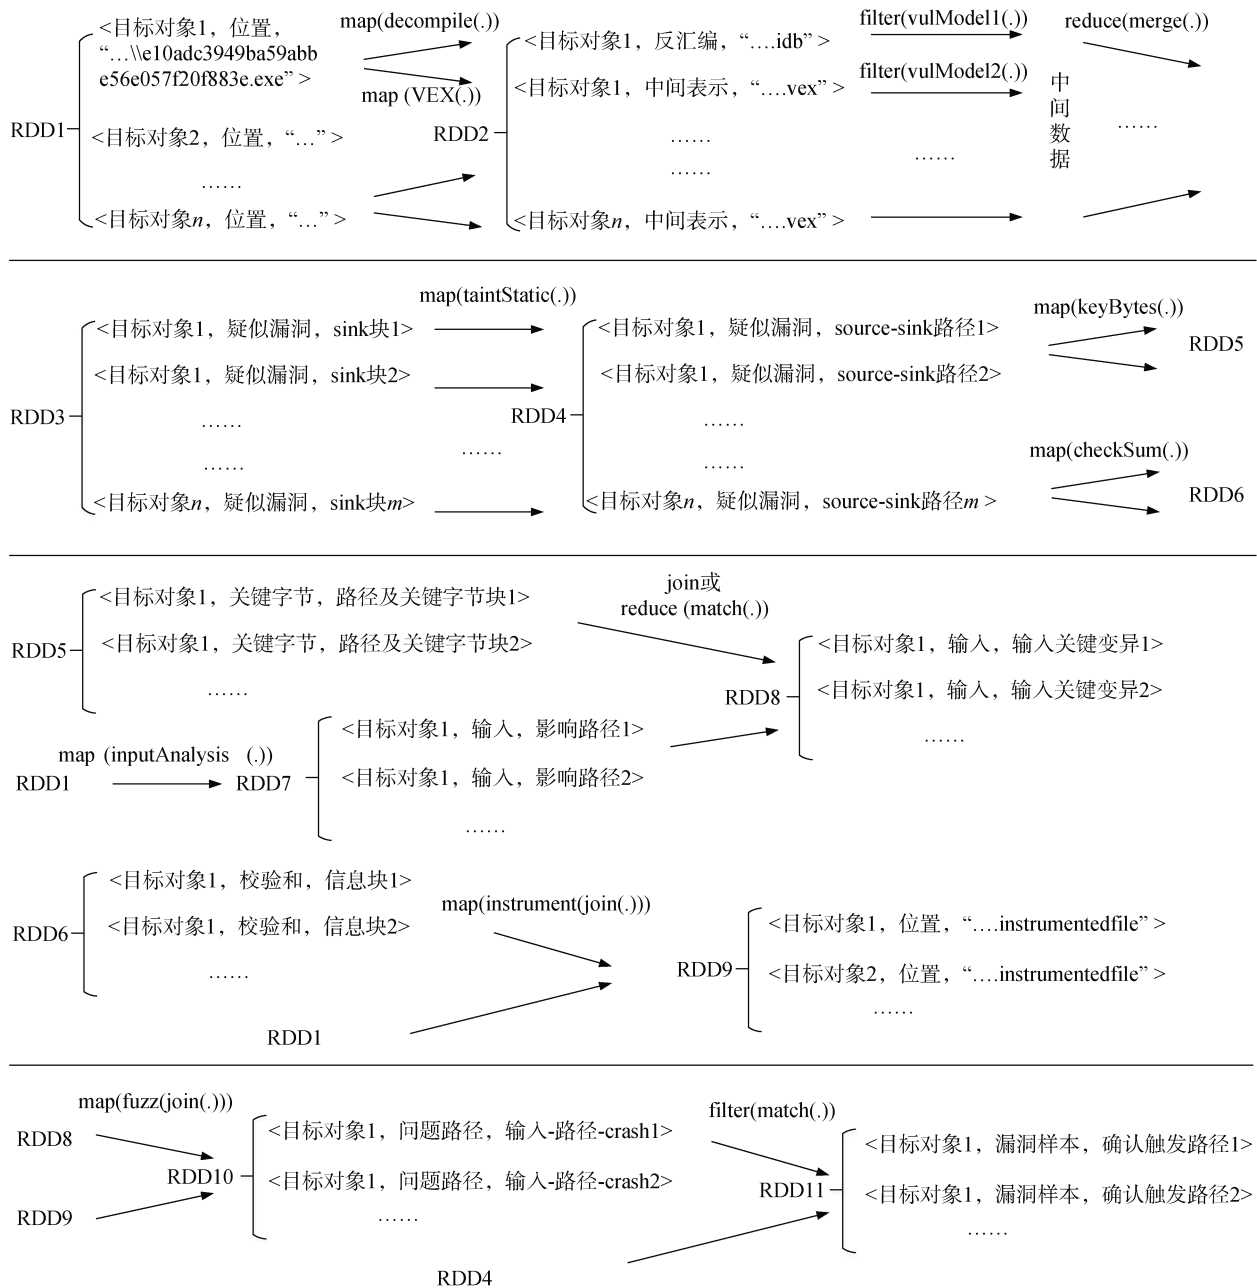 <目标对象1，位置，
“…\\e10adc3949ba59abb
e56e057f20f883e.exe” >
RDD1
<目标对象2，位置，“…” >
……
<目标对象n，位置，“…” >
map(decompile(.))
map (VEX(.))
RDD2
<目标对象1，反汇编，“….idb” >
<目标对象1，中间表示，“….vex” >
……
……
<目标对象n，中间表示，“….vex” >
filter(vulModel1(.))
filter(vulModel2(.))
……
中间数据
reduce(merge(.))
……
RDD3
<目标对象1，疑似漏洞，sink块1>
<目标对象1，疑似漏洞，sink块2>
……
……
<目标对象n，疑似漏洞，sink块m>
map(taintStatic(.))
……
RDD4
<目标对象1，疑似漏洞，source-sink路径1>
<目标对象1，疑似漏洞，source-sink路径2>
……
……
<目标对象n，疑似漏洞，source-sink路径m >
map(keyBytes(.))
RDD5
map(checkSum(.))
RDD6
RDD5
<目标对象1，关键字节，路径及关键字节块1>
<目标对象1，关键字节，路径及关键字节块2>
……
join或
reduce (match(.))
RDD8
<目标对象1，输入，输入关键变异1>
<目标对象1，输入，输入关键变异2>
……
map (inputAnalysis (.))
RDD1
RDD7
<目标对象1，输入，影响路径1>
<目标对象1，输入，影响路径2>
……
RDD6
<目标对象1，校验和，信息块1>
<目标对象1，校验和，信息块2>
……
map(instrument(join(.)))
RDD1
RDD9
<目标对象1，位置，“….instrumentedfile” >
<目标对象2，位置，“….instrumentedfile” >
……
map(fuzz(join(.)))
RDD8
RDD9
RDD10
<目标对象1，问题路径，输入-路径-crash1>
<目标对象1，问题路径，输入-路径-crash2>
……
filter(match(.))
RDD4
RDD11
<目标对象1，漏洞样本，确认触发路径1>
<目标对象1，漏洞样本，确认触发路径2>
……